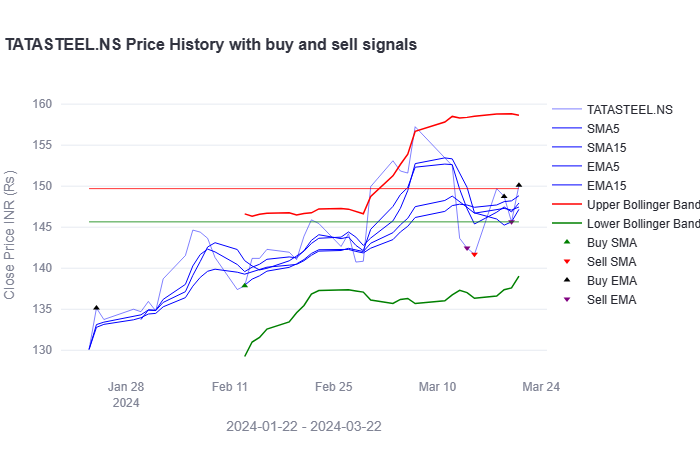 TATASTEEL.NS Price History with buy and sell signals
Close Price INR (Rs)
160
155
150
145
140
135
130
Jan 28
2024
Feb 11
Feb 25
Mar 10
Mar 24
2024-01-22 - 2024-03-22
TATASTEEL.NS
SMA5
SMA15
EMA5
EMA15
Upper Bollinger Band
Lower Bollinger Band
Buy SMA
Sell SMA
Buy EMA
Sell EMA